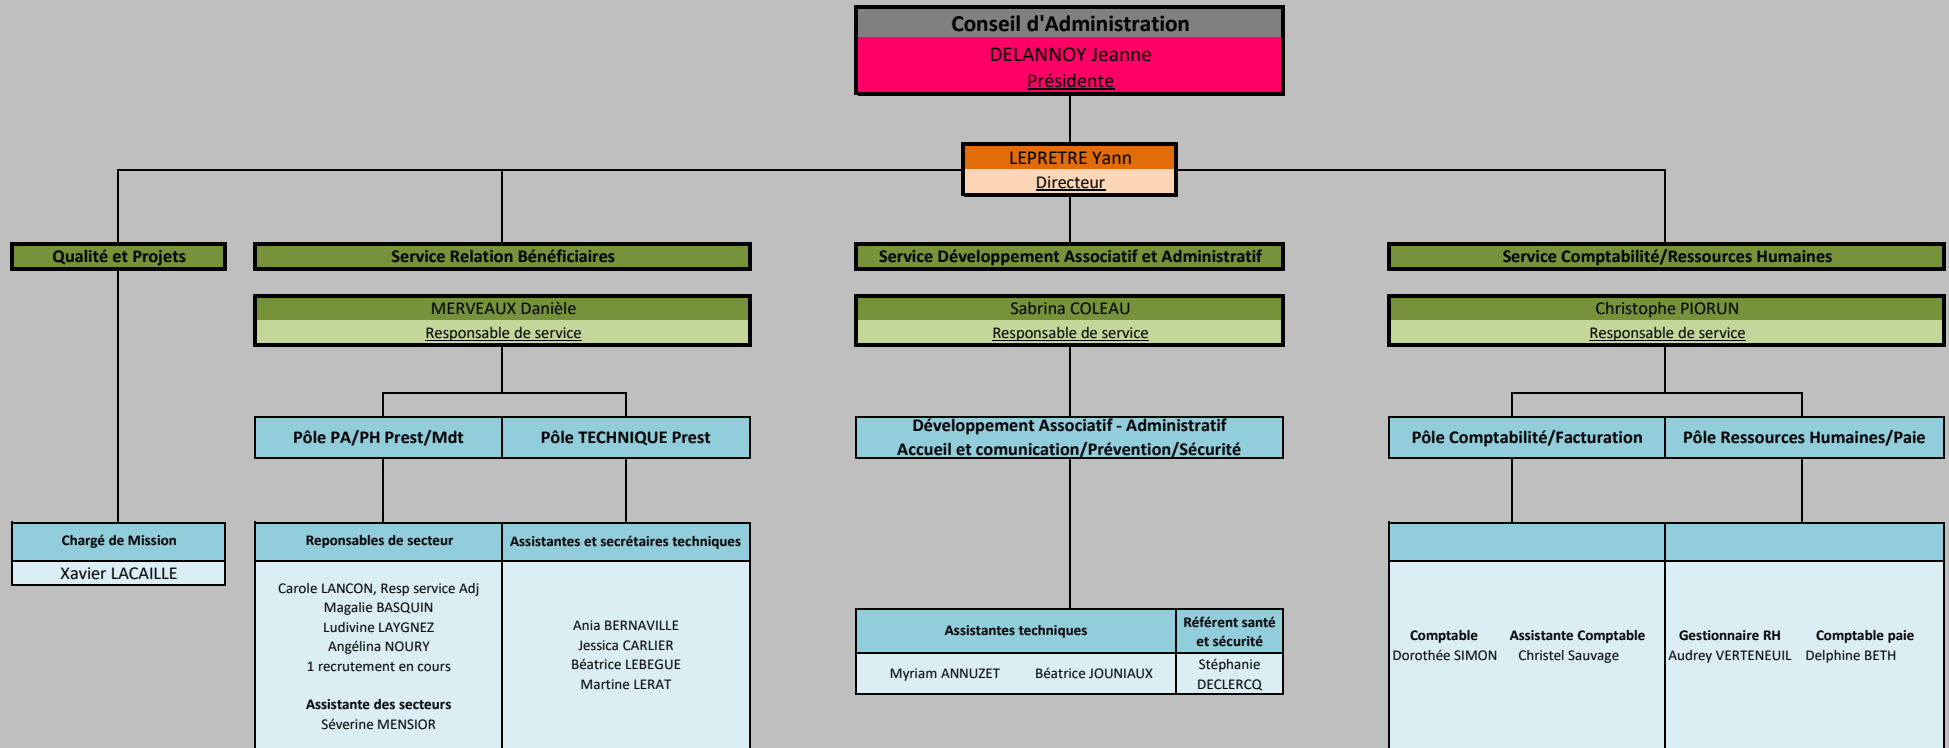 Conseil d'Administration
DELANNOY Jeanne
Présidente
LEPRETRE Yann
Directeur
Qualité et Projets
Service Relation Bénéficiaires
Service Développement Associatif et Administratif
Service Comptabilité/Ressources Humaines
MERVEAUX Danièle
Responsable de service
Sabrina COLEAU
Responsable de service
Christophe PIORUN
Responsable de service
Pôle PA/PH Prest/Mdt
Pôle TECHNIQUE Prest
Développement Associatif - Administratif
Accueil et comunication/Prévention/Sécurité
Pôle Comptabilité/Facturation
Pôle Ressources Humaines/Paie
Chargé de Mission
Xavier LACAILLE
Reponsables de secteur
Carole LANCON, Resp service Adj
Magalie BASQUIN
Ludivine LAYGNEZ
Angélina NOURY
1 recrutement en cours
Assistante des secteurs
Séverine MENSIOR
Assistantes et secrétaires techniques
Ania BERNAVILLE
Jessica CARLIER
Béatrice LEBEGUE
Martine LERAT
Assistantes techniques
Myriam ANNUZET
Béatrice JOUNIAUX
Référent santé
et sécurité
Stéphanie
DECLERCQ
Comptable
Dorothée SIMON
Assistante Comptable
Christel Sauvage
Gestionnaire RH
Audrey VERTENEUIL
Comptable paie
Delphine BETH